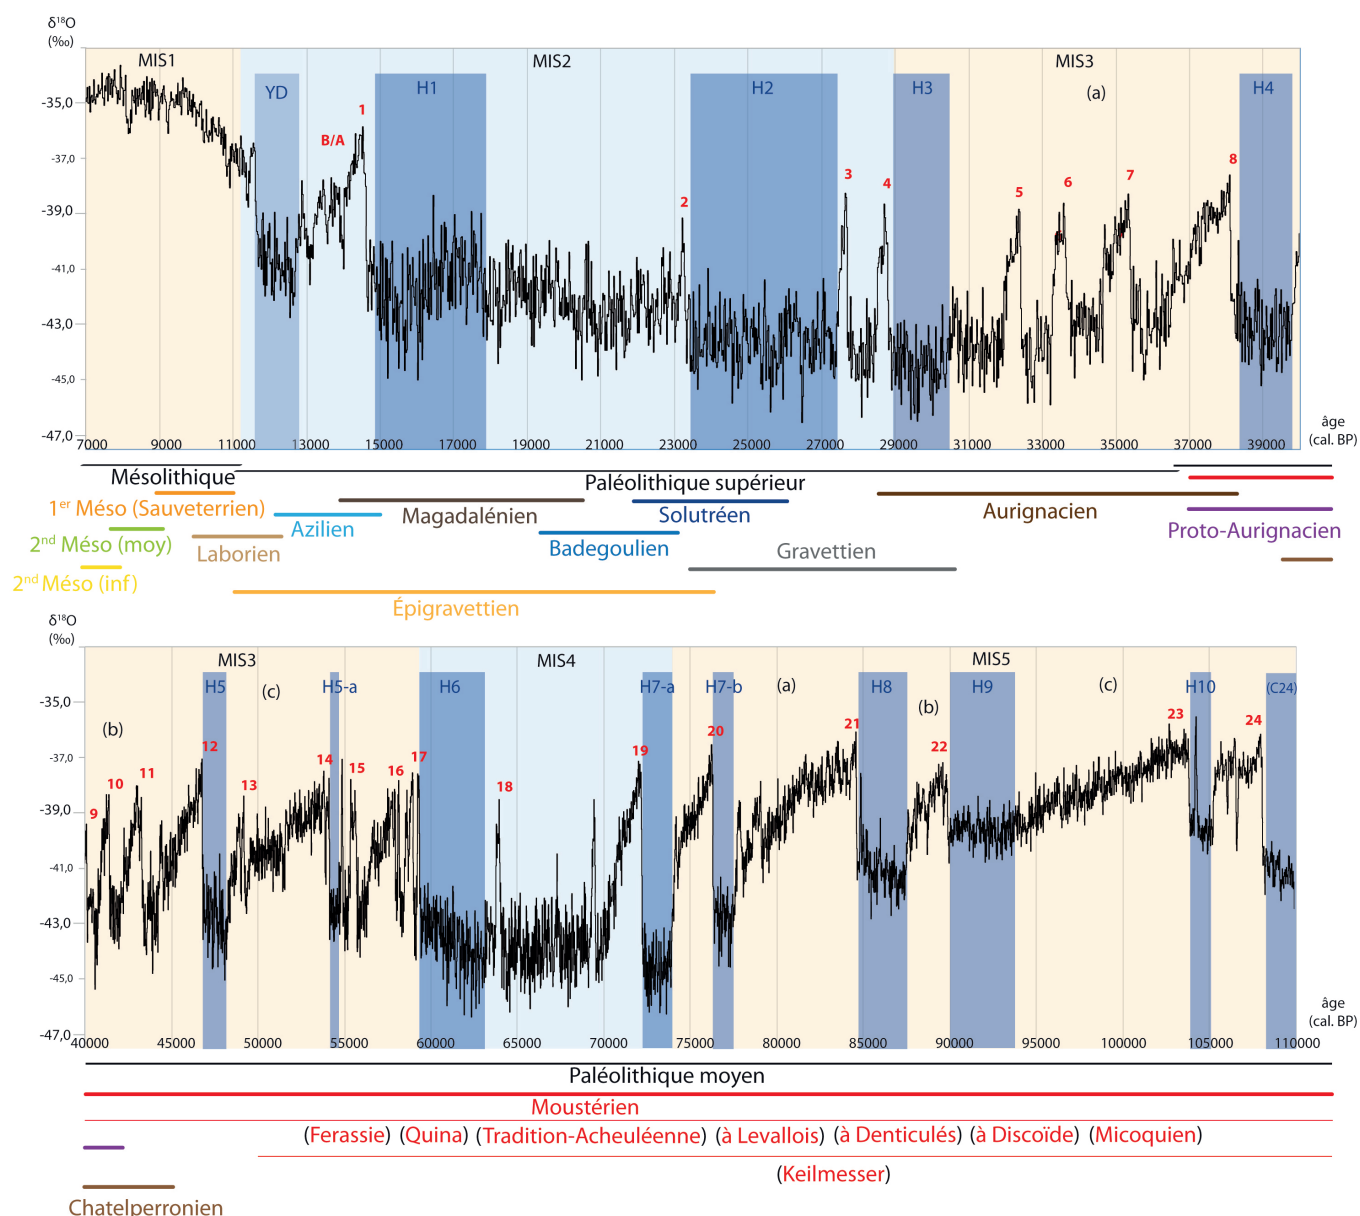 δ18O
(‰)
MIS1
MIS2
MIS3
YD
H1
H2
H3
(a)
H4
-35,0
-37,0
-39,0
-41,0
-43,0
-45,0
-47,0
B/A
1
2
3
4
5
6
6
7
8
7000
9000
11000
13000
15000
17000
19000
21000
23000
25000
27000
29000
31000
33000
35000
37000
39000
âge
(cal. BP)
Mésolithique
Paléolithique supérieur
1er Méso (Sauveterrien)
Azilien
Magadalénien
Solutréen
Aurignacien
Proto-Aurignacien
2nd Méso (moy)
Laborien
Badegoulien
Gravettien
2nd Méso (inf)
Épigravettien
δ18O
(‰)
MIS3
MIS4
MIS5
H5
(c)
H5-a
H6
H7-a
H7-b
(a)
H8
(b)
H9
(c)
H10
(C24)
(b)
-35,0
-37,0
-39,0
-41,0
-43,0
-45,0
-47,0
9
10
11
12
13
14
15
16
17
18
19
20
21
22
23
24
40000
45000
50000
55000
60000
65000
70000
75000
80000
85000
90000
95000
100000
105000
110000
âge
(cal. BP)
Paléolithique moyen
Moustérien
(Ferassie) (Quina) (Tradition-Acheuléenne) (à Levallois) (à Denticulés) (à Discoïde) (Micoquien)
(Keilmesser)
Chatelperronien